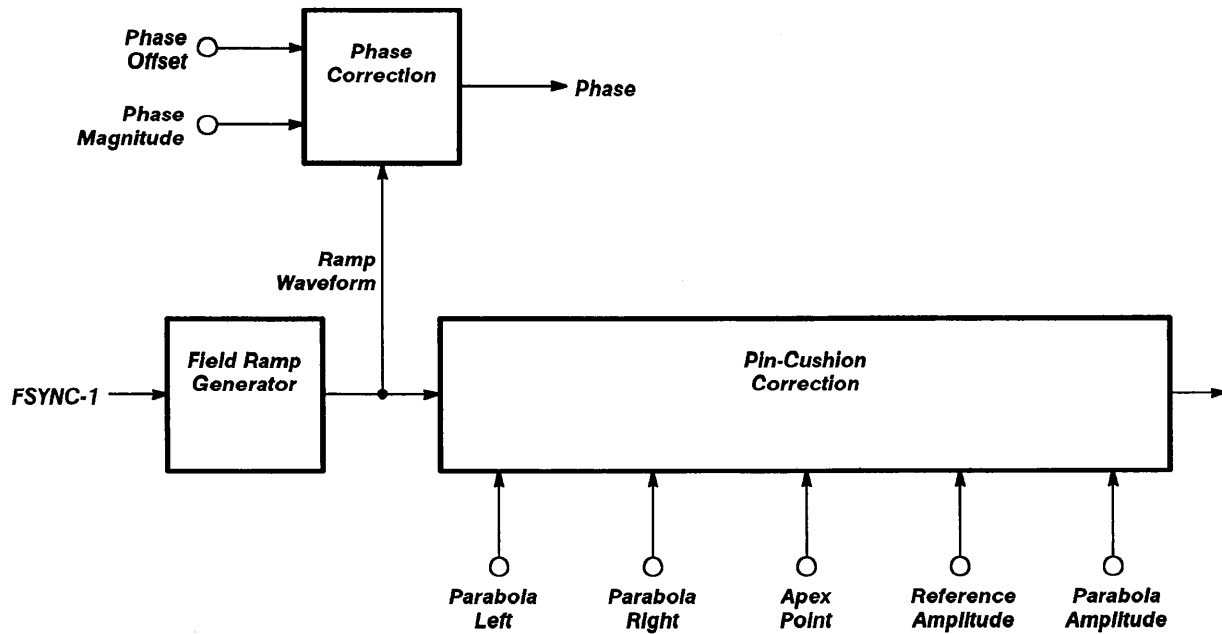 Phase
Offset
Phase
Magnitude
Phase
Correction
Phase
Ramp
Waveform
FSYNC-1
Field Ramp
Generator
Pin-Cushion
Correction
Parabola
Left
Parabola
Right
Apex
Point
Reference
Amplitude
Parabola
Amplitude